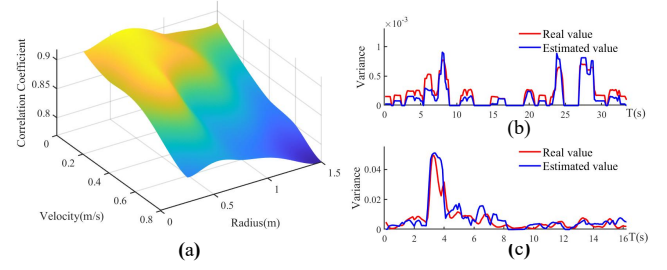 0.9
0.85
0.8
Correlation Coefficient
0
0.2
0.4
0.6
0.8
Velocity(m/s)
0
0.5
1
1.5
Radius(m)
(a)
×10⁻³
1
0.5
0
Variance
Real value
Estimated value
0 5 10 15 20 25 30 T(s)
(b)
0.04
0.02
0
Variance
Real value
Estimated value
0 2 4 6 8 10 12 14 16 T(s)
(c)